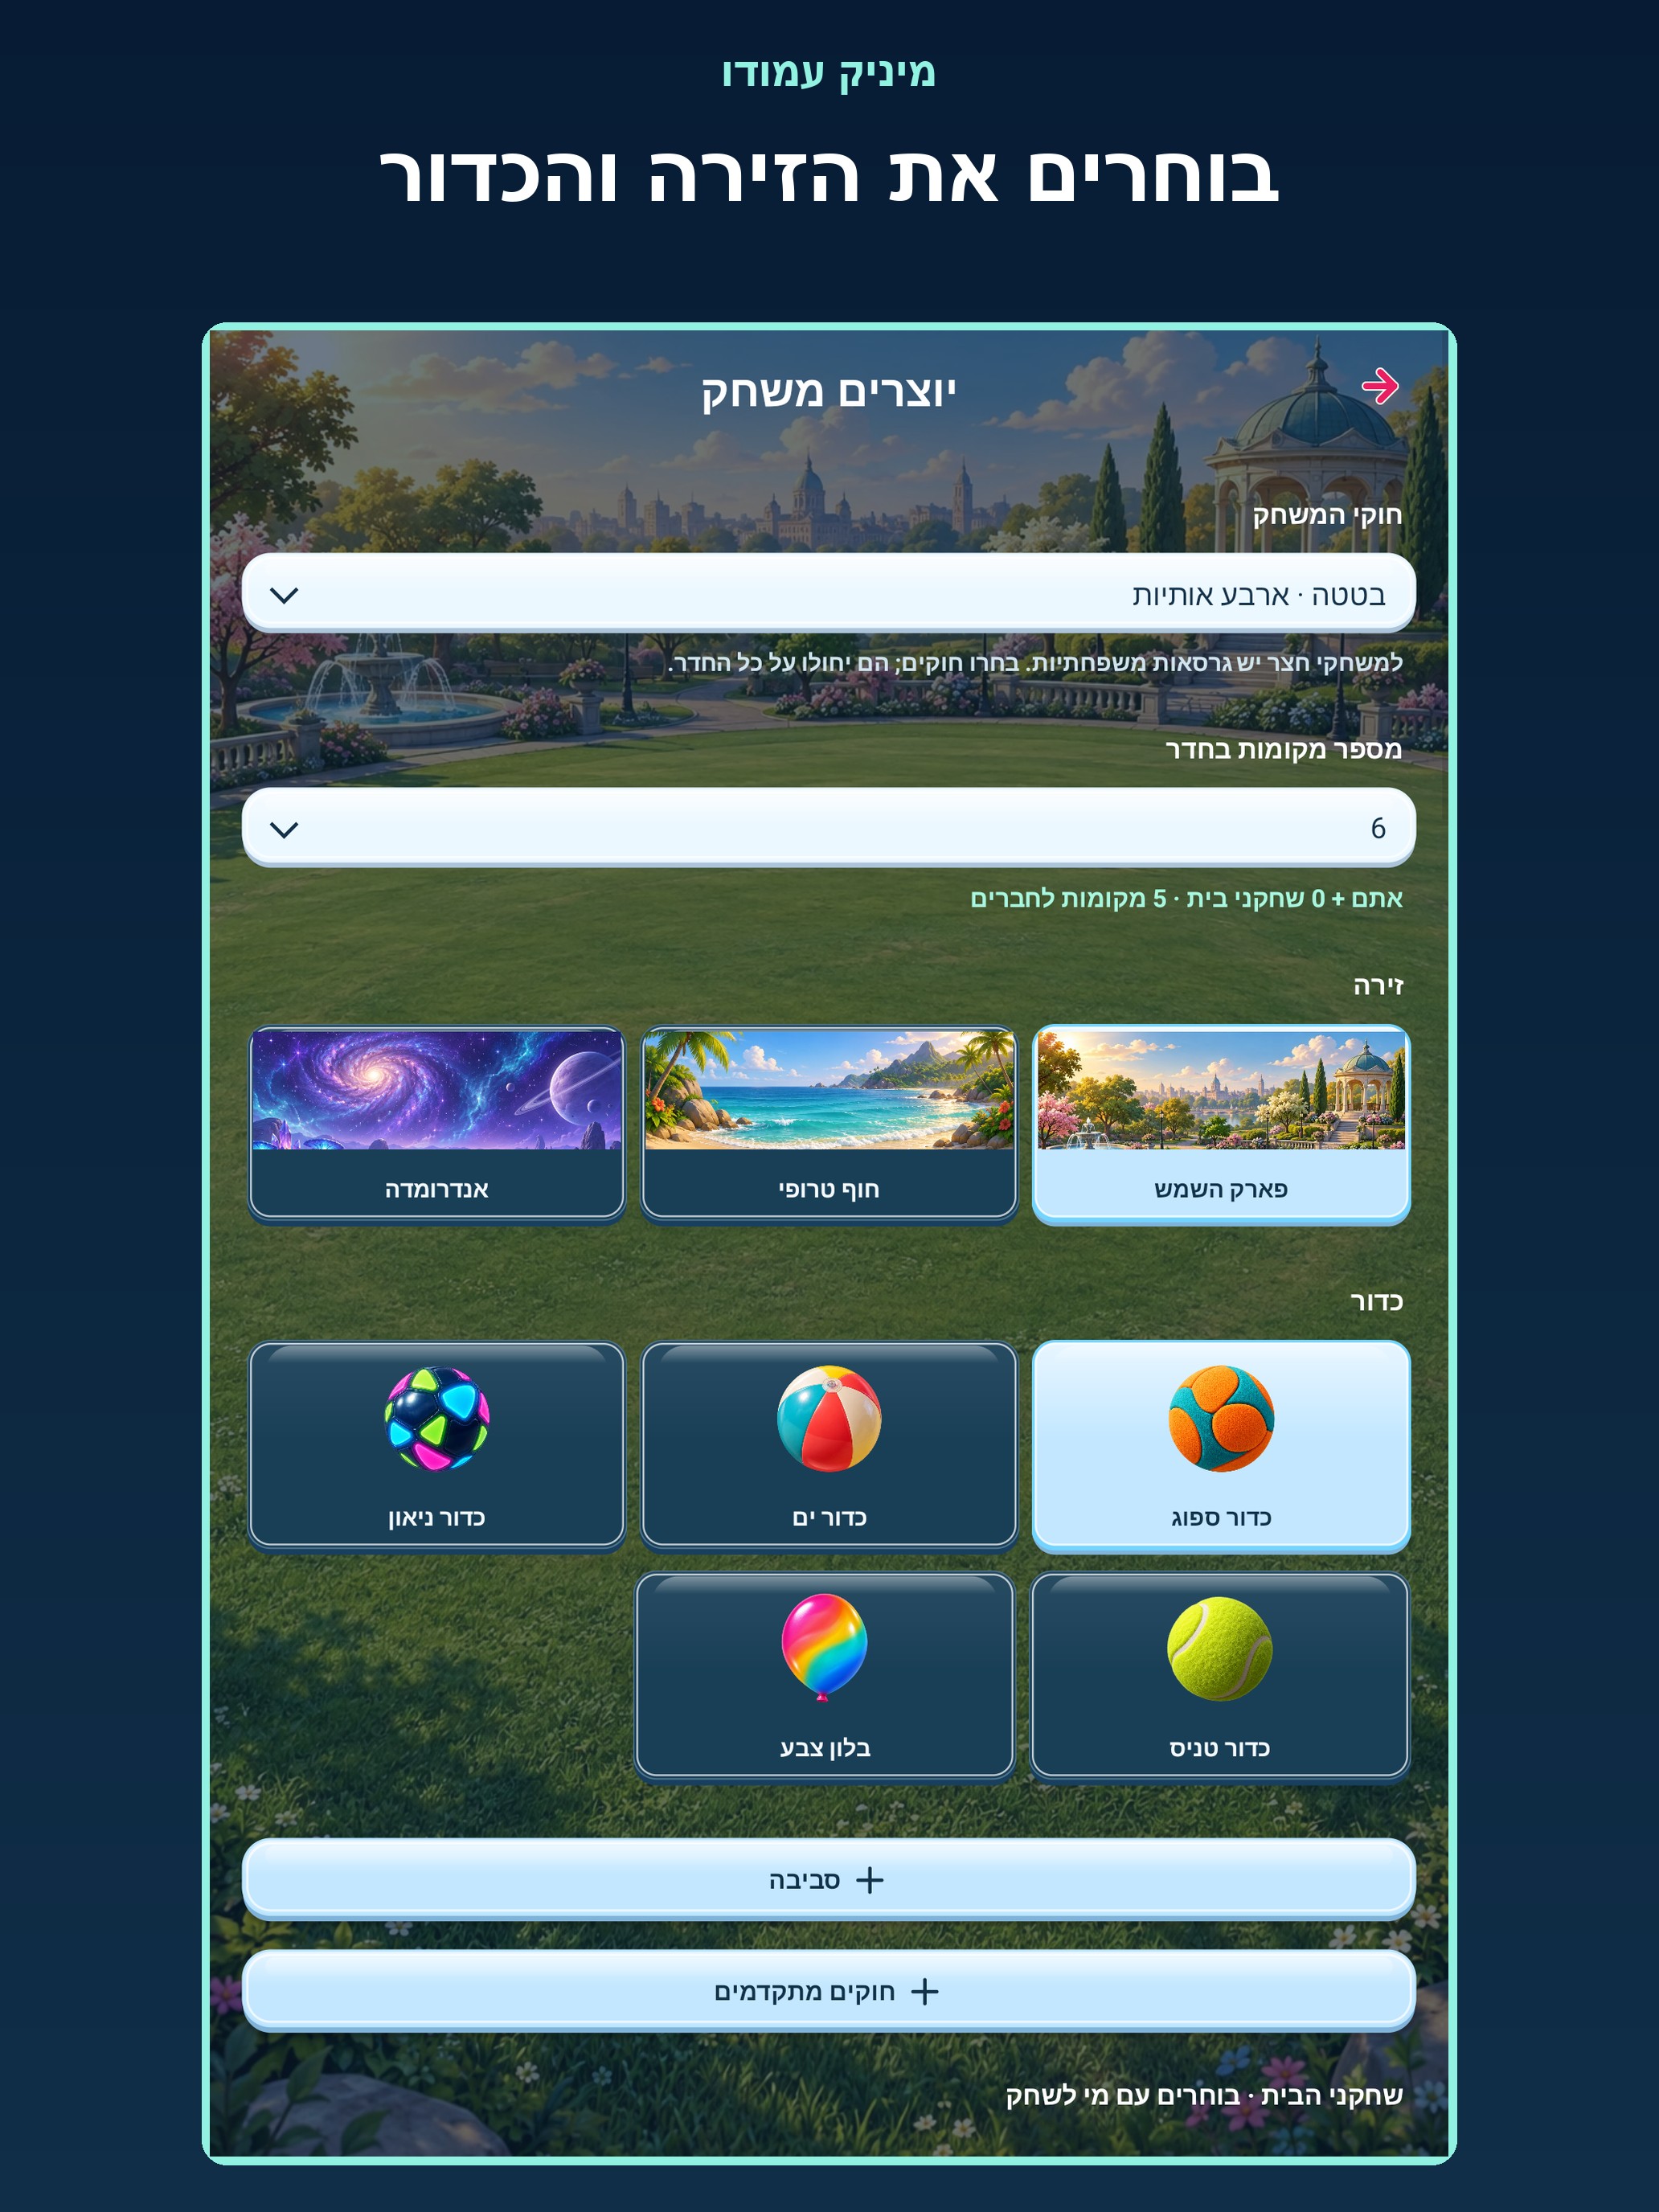 מיניק עמודו
בוחרים את הזירה והכדור
יוצרים משחק
חוקי המשחק
בטטה · ארבע אותיות
למשחקי חצר יש גרסאות משפחתיות. בחרו חוקים; הם יחולו על כל החדר.
מספר מקומות בחדר
6
אתם + 0 שחקני בית · 5 מקומות לחברים
זירה
פארק השמש
חוף טרופי
אנדרומדה
כדור
כדור ספוג
כדור ים
כדור ניאון
כדור טניס
בלון צבע
סביבה
חוקים מתקדמים
שחקני הבית · בוחרים עם מי לשחק